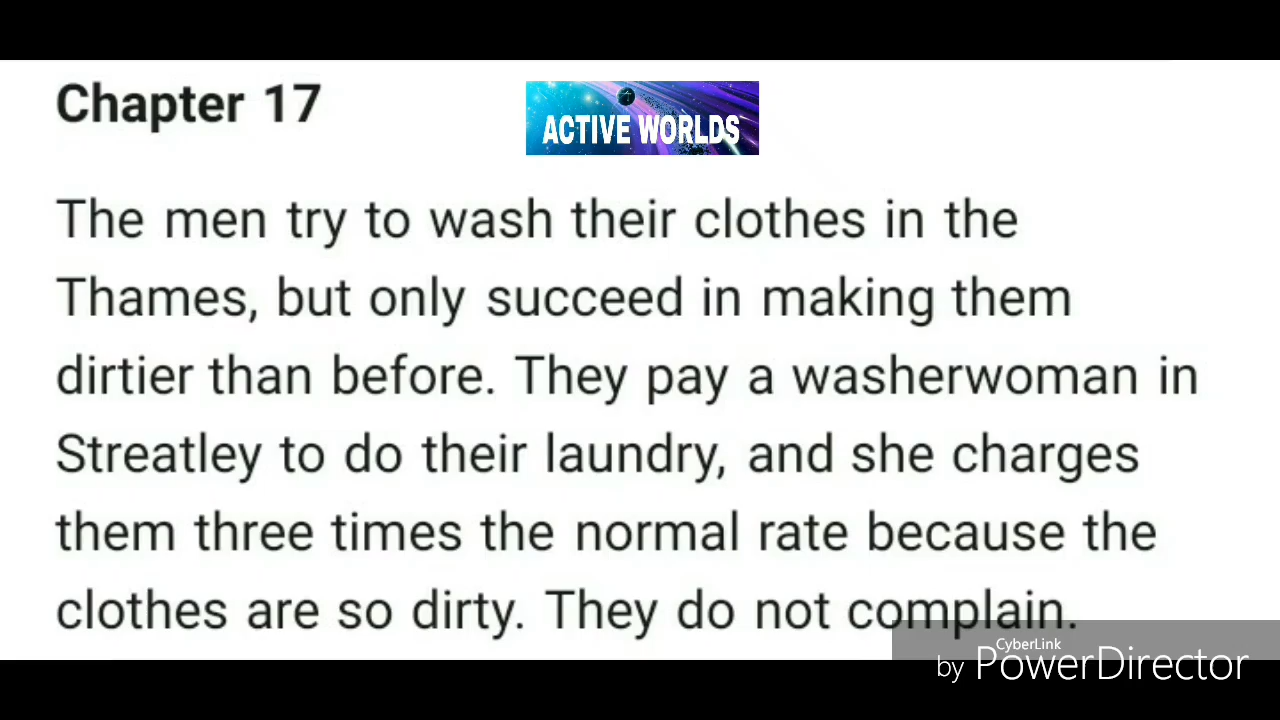 Chapter 17
ACTIVE WORLDS
The men try to wash their clothes in the
Thames, but only succeed in making them
dirtier than before. They pay a washerwoman in
Streatley to do their laundry, and she charges
them three times the normal rate because the
clothes are so dirty. They do not complain.
CyberLink
by PowerDirector